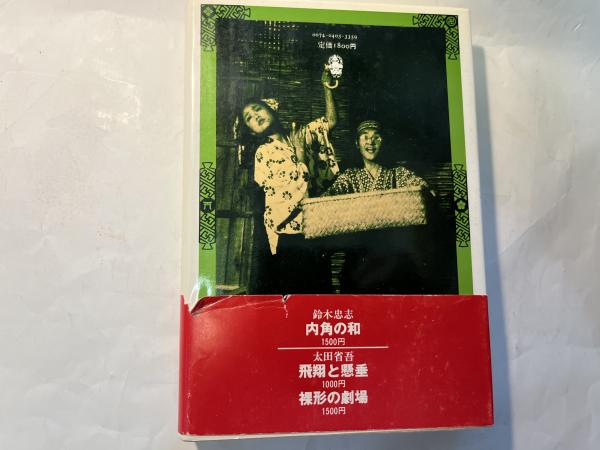 0074-0403-3359
定価1800円
鈴木忠志
内角の和
1500円
太田省吾
飛翔と懸垂
1000円
裸形の劇場
1500円